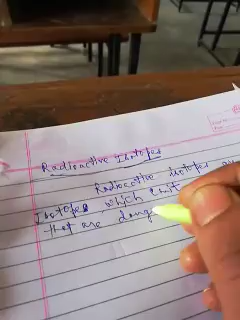 Radioactive Isotopes
Radioactive isotopes are
Isotopes which emit
that are dang